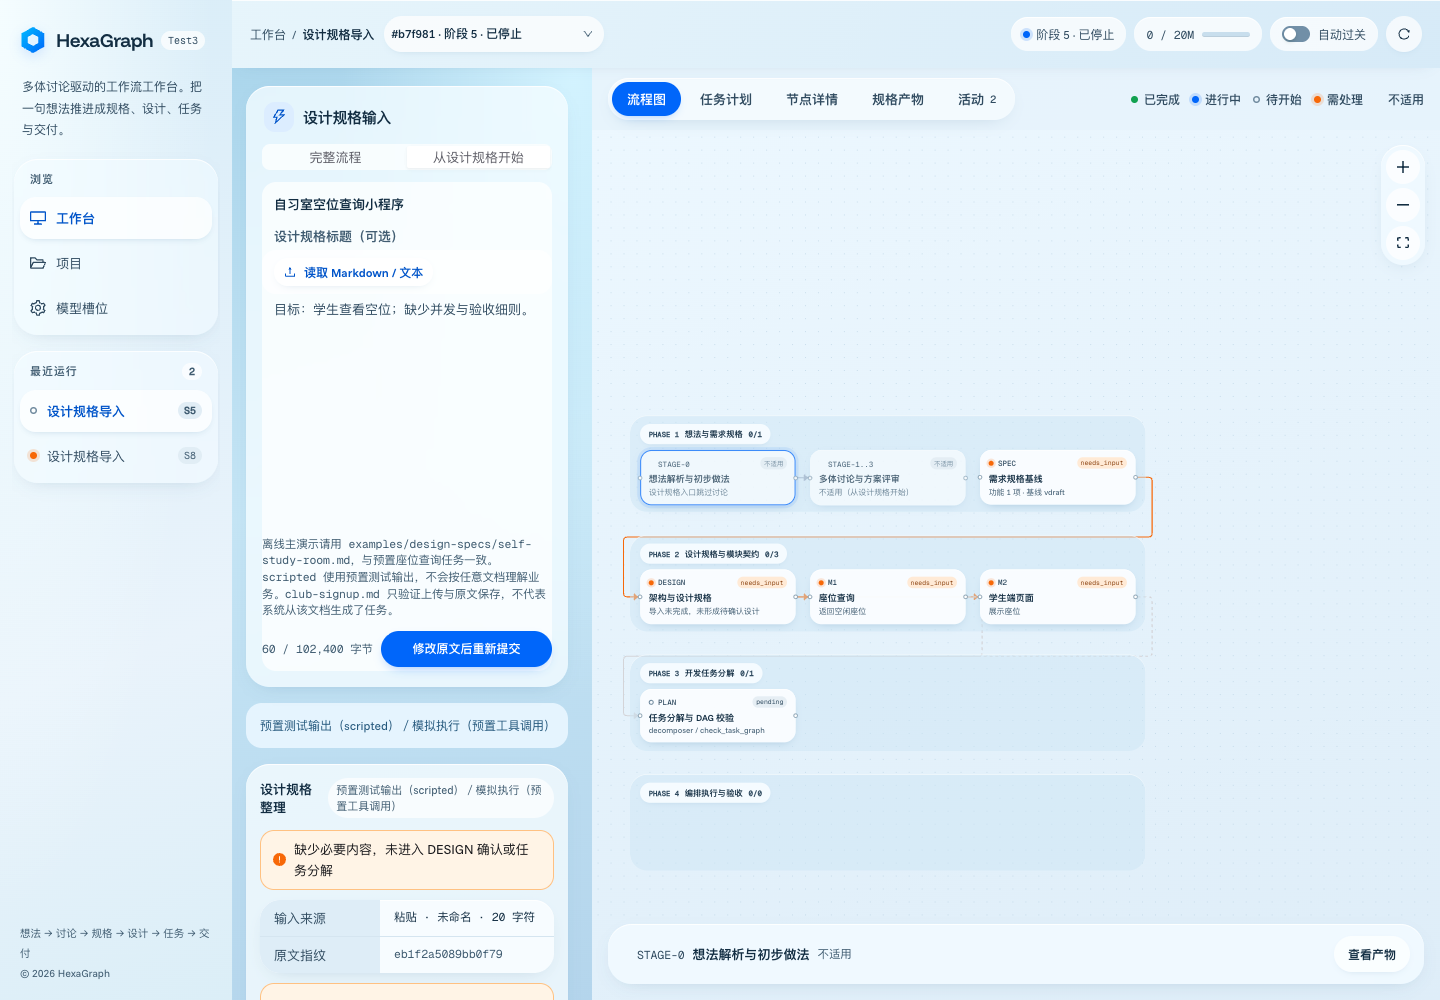 HexaGraph Test3
多体讨论驱动的工作流工作台。把
一句想法推进成规格、设计、任务
与交付。
浏览
工作台
项目
模型槽位
最近运行 2
设计规格导入 S5
设计规格导入 S8
想法 → 讨论 → 规格 → 设计 → 任务 → 交
付
© 2026 HexaGraph
工作台 / 设计规格导入
#b7f981 · 阶段 5 · 已停止
阶段 5 · 已停止
0 / 20M
自动过关
设计规格输入
完整流程 从设计规格开始
自习室空位查询小程序
设计规格标题（可选）
读取 Markdown / 文本
目标：学生查看空位；缺少并发与验收细则。
离线主演示请用 examples/design-specs/self-
study-room.md，与预置座位查询任务一致。
scripted 使用预置测试输出，不会按任意文档理解业
务。club-signup.md 只验证上传与原文保存，不代表
系统从该文档生成了任务。
60 / 102,400 字节
修改原文后重新提交
预置测试输出（scripted） / 模拟执行（预置工具调用）
设计规格
整理
预置测试输出（scripted） / 模拟执行（预
置工具调用）
缺少必要内容，未进入 DESIGN 确认或任
务分解
输入来源 粘贴 · 未命名 · 20 字符
原文指纹 eb1f2a5089bb0f79
流程图 任务计划 节点详情 规格产物 活动 2
已完成 进行中 待开始 需处理 不适用
PHASE 1 想法与需求规格 0/1
STAGE-0 不适用
想法解析与初步做法
设计规格入口跳过讨论
STAGE-1..3 不适用
多体讨论与方案评审
不适用（从设计规格开始）
SPEC needs_input
需求规格基线
功能 1 项 · 基线 vdraft
PHASE 2 设计规格与模块契约 0/3
DESIGN needs_input
架构与设计规格
导入未完成，未形成待确认设计
M1 needs_input
座位查询
返回空闲座位
M2 needs_input
学生端页面
展示座位
PHASE 3 开发任务分解 0/1
PLAN pending
任务分解与 DAG 校验
decomposer / check_task_graph
PHASE 4 编排执行与验收 0/0
STAGE-0 想法解析与初步做法 不适用
查看产物